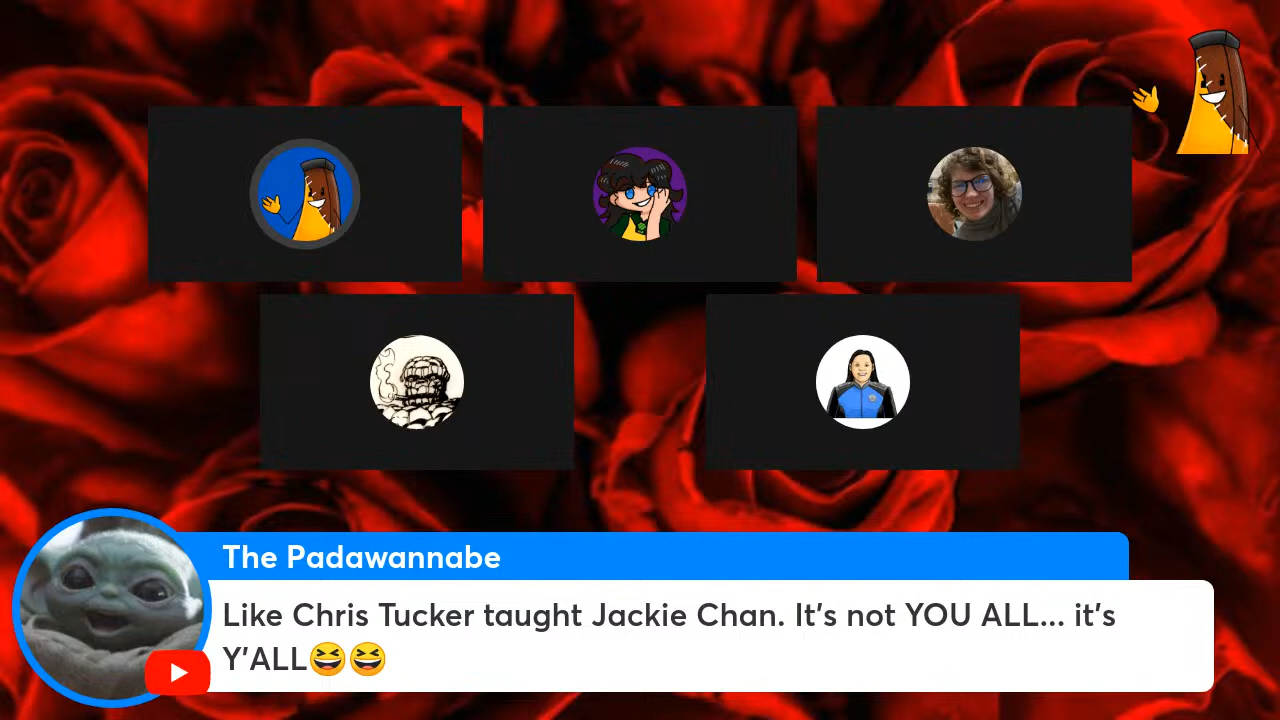 The Padawannabe
Like Chris Tucker taught Jackie Chan. It's not YOU ALL... it's
Y'ALL😆😆